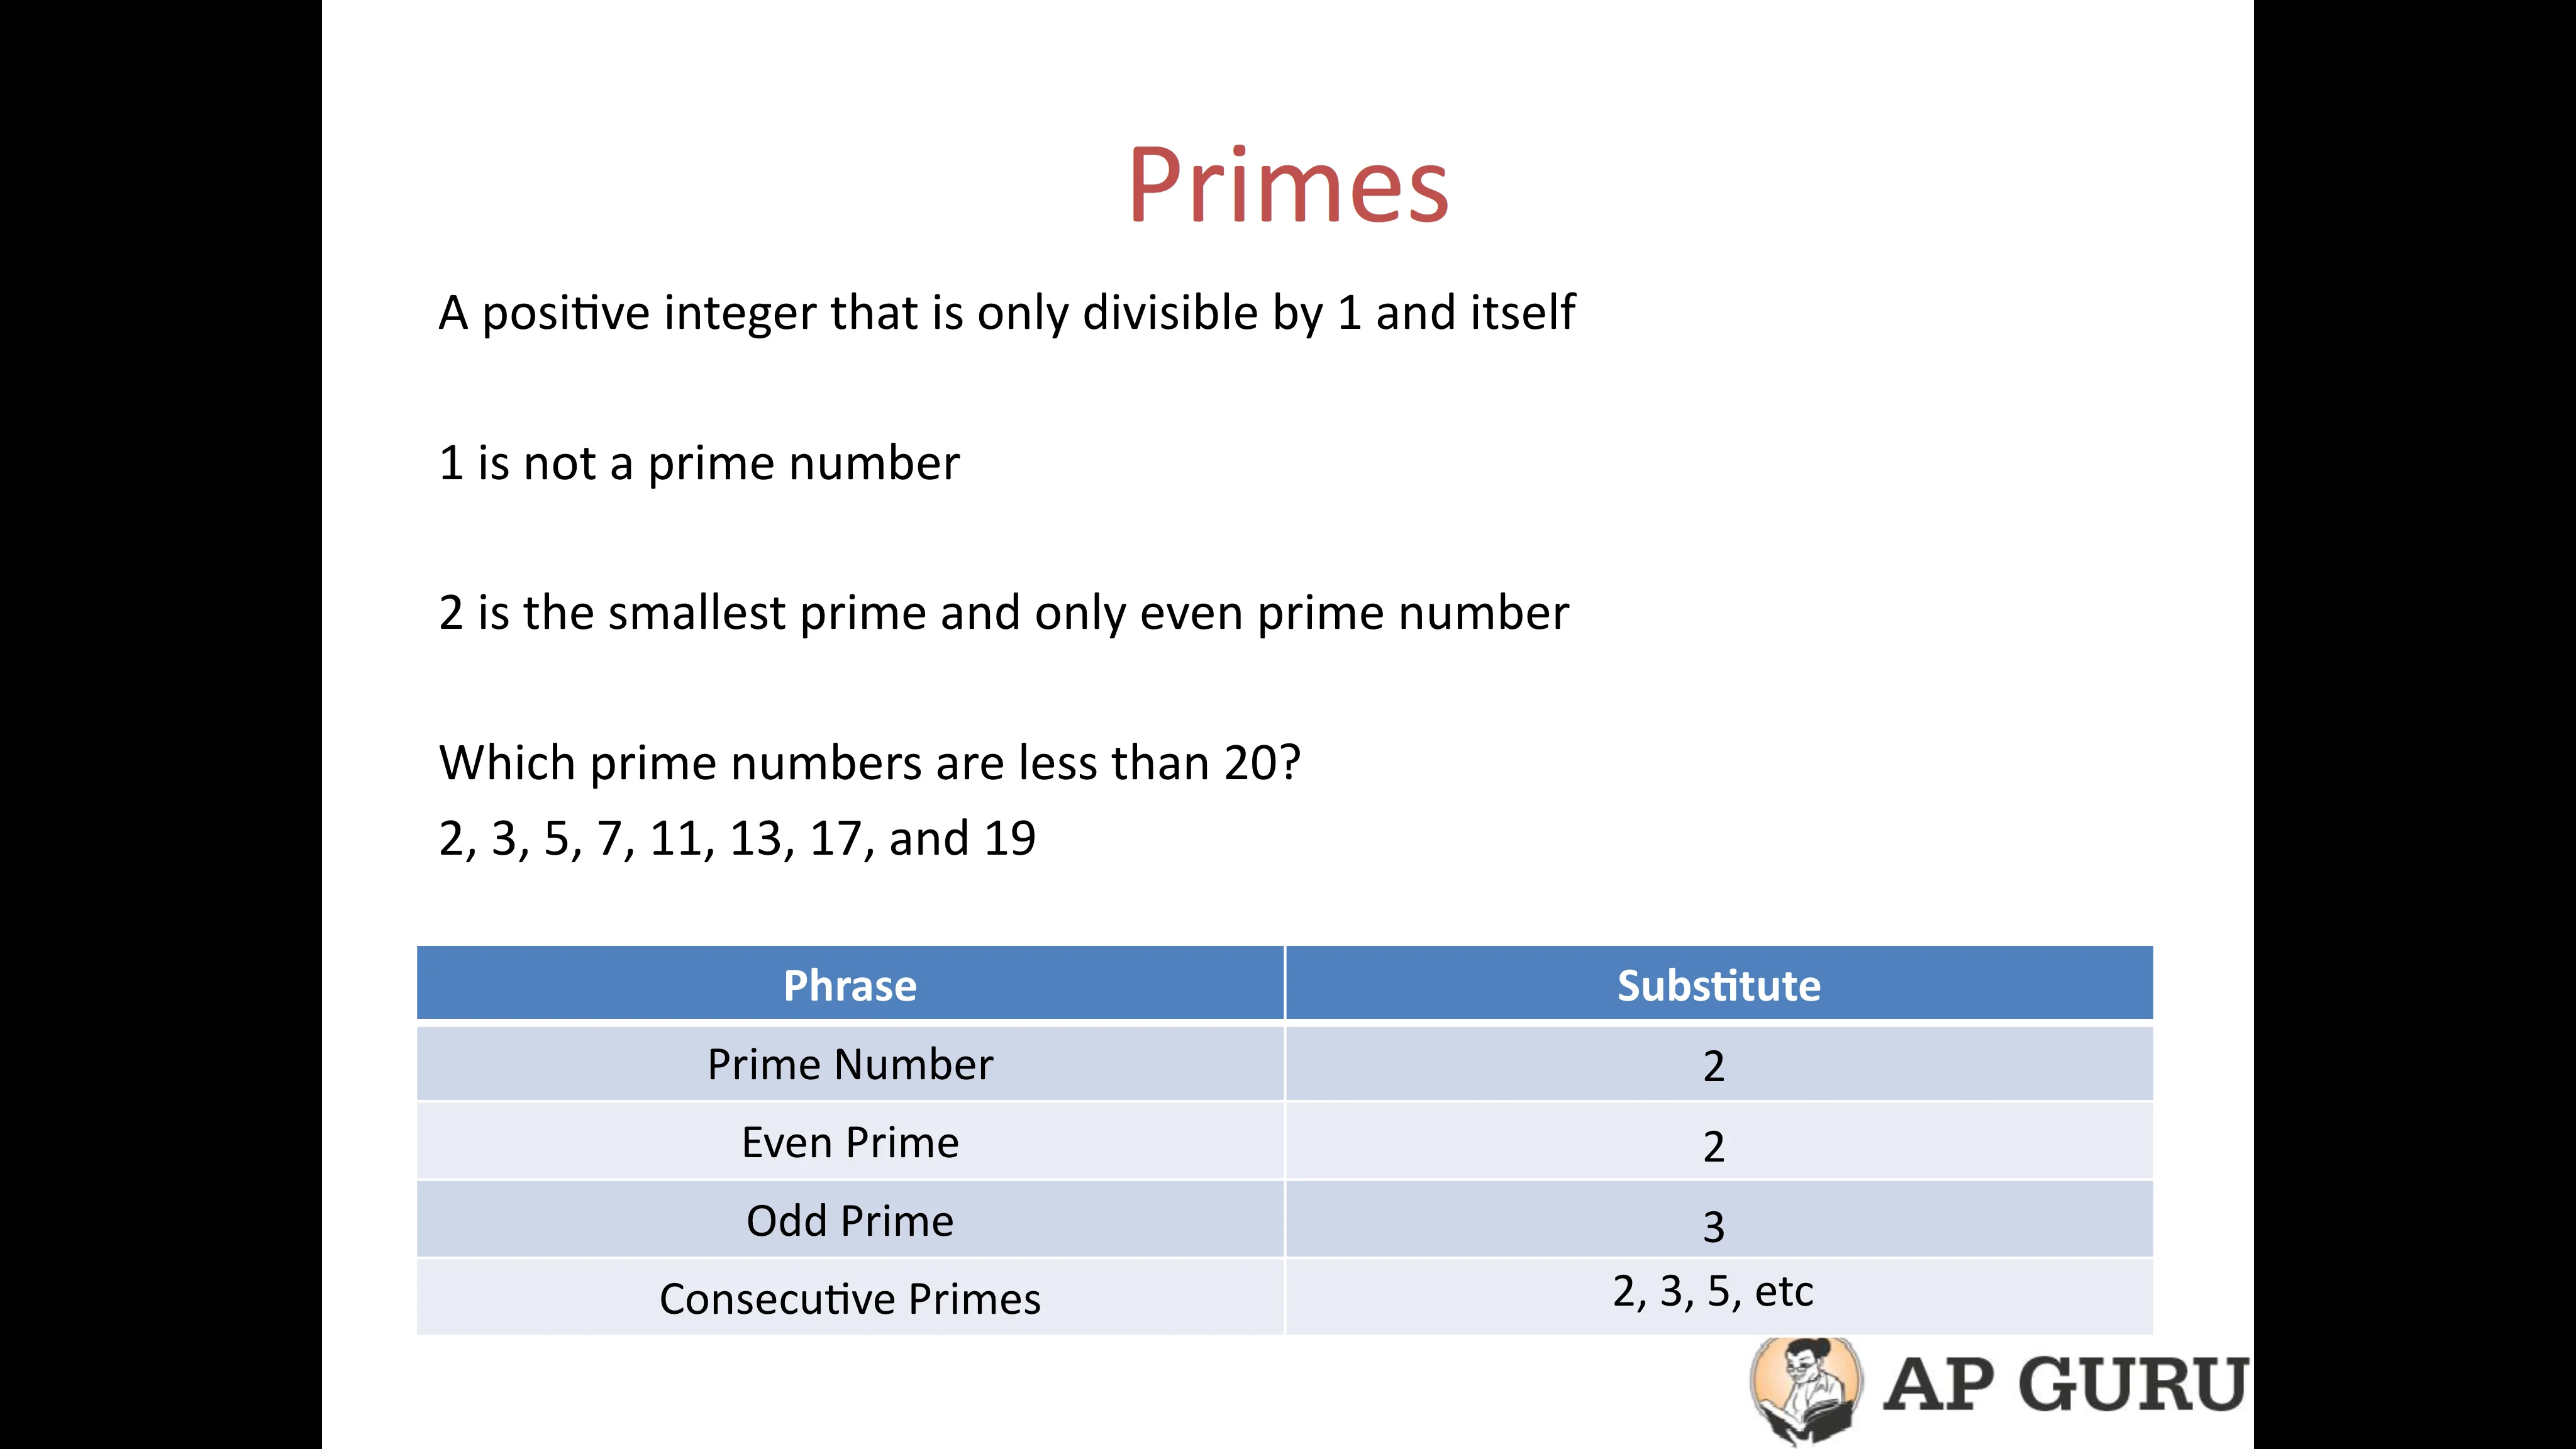 Primes
A positive integer that is only divisible by 1 and itself
1 is not a prime number
2 is the smallest prime and only even prime number
Which prime numbers are less than 20?
2, 3, 5, 7, 11, 13, 17, and 19
Phrase Substitute
Prime Number 2
Even Prime 2
Odd Prime 3
Consecutive Primes 2, 3, 5, etc
AP GURU